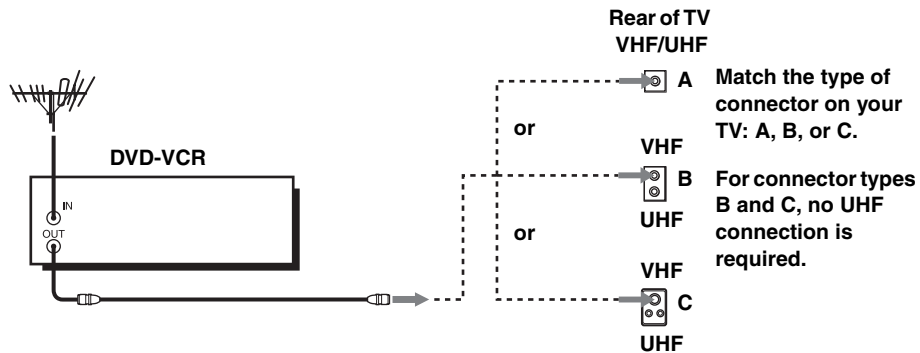 Rear of TV
VHF/UHF
A
Match the type of
connector on your
TV: A, B, or C.
or
VHF
DVD-VCR
B
For connector types
B and C, no UHF
connection is
required.
IN
UHF
OUT
or
VHF
C
UHF